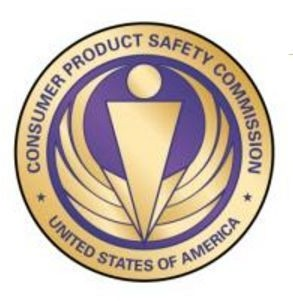 CONSUMER PRODUCT SAFETY COMMISSION
UNITED STATES OF AMERICA